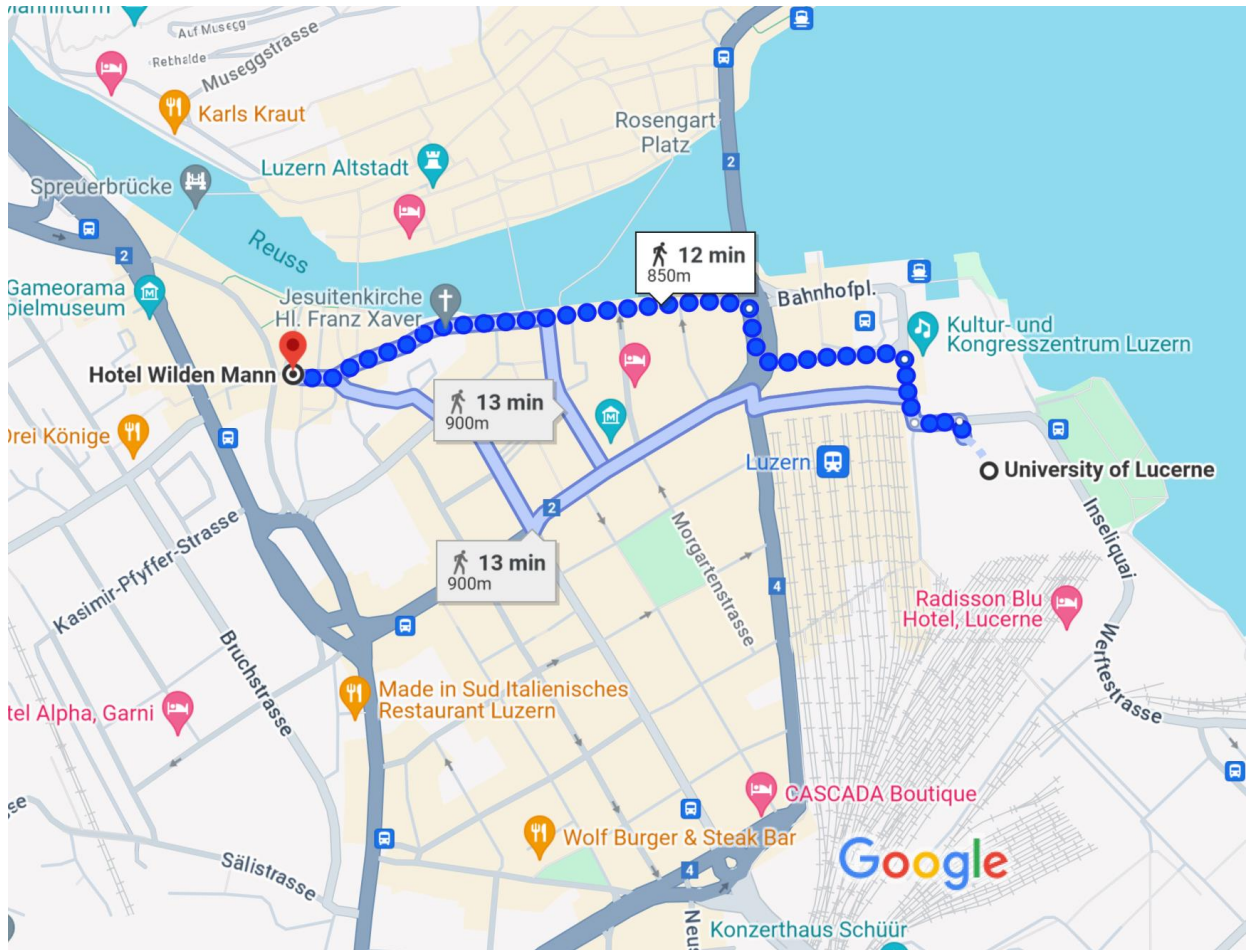 Auf Musegg
Rethalde
Museggstrasse
Karls Kraut
Rosengart
Platz
2
Luzern Altstadt
Spreuerbrücke
Reuss
2
12 min
850m
Gameorama
pielmuseum
Jesuitenkirche
Hl. Franz Xaver
Bahnhofpl.
Kultur- und
Kongresszentrum Luzern
Hotel Wilden Mann
13 min
900m
Drei Könige
Luzern
University of Lucerne
2
13 min
900m
Morgartenstrasse
Inseliquai
Kasimir-Pfyffer-Strasse
4
Radisson Blu
Hotel, Lucerne
Bruchstrasse
Werftestrasse
Made in Sud Italienisches
Restaurant Luzern
tel Alpha, Garni
CASCADA Boutique
sse
Wolf Burger & Steak Bar
Google
Sälistrasse
4
Neus
Konzerthaus Schüür